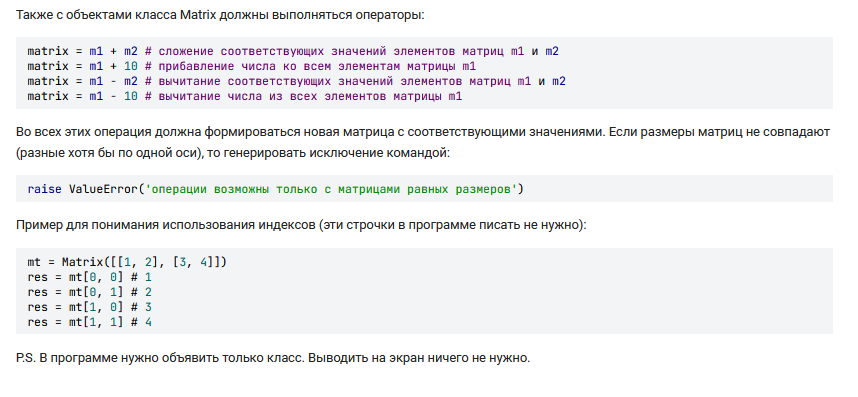 Также с объектами класса Matrix должны выполняться операторы:
matrix = m1 + m2 # сложение соответствующих значений элементов матриц m1 и m2
matrix = m1 + 10 # прибавление числа ко всем элементам матрицы m1
matrix = m1 - m2 # вычитание соответствующих значений элементов матриц m1 и m2
matrix = m1 - 10 # вычитание числа из всех элементов матрицы m1
Во всех этих операция должна формироваться новая матрица с соответствующими значениями. Если размеры матриц не совпадают
(разные хотя бы по одной оси), то генерировать исключение командой:
raise ValueError('операции возможны только с матрицами равных размеров')
Пример для понимания использования индексов (эти строчки в программе писать не нужно):
mt = Matrix([[1, 2], [3, 4]])
res = mt[0, 0] # 1
res = mt[0, 1] # 2
res = mt[1, 0] # 3
res = mt[1, 1] # 4
P.S. В программе нужно объявить только класс. Выводить на экран ничего не нужно.